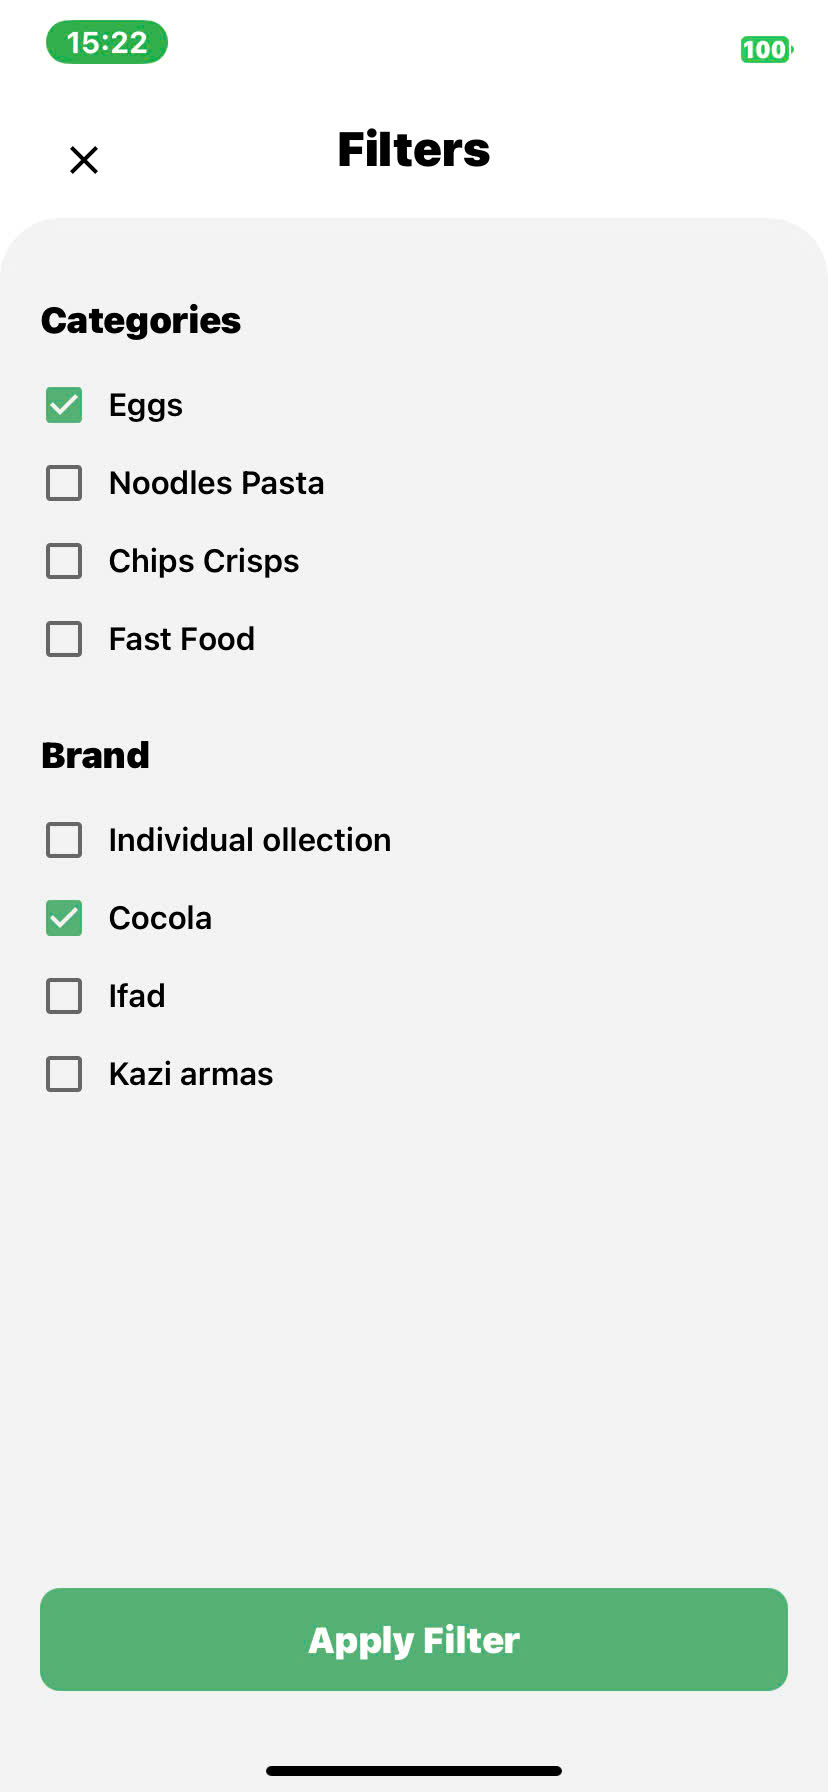 15:22
100
Filters
Categories
Eggs
Noodles Pasta
Chips Crisps
Fast Food
Brand
Individual ollection
Cocola
Ifad
Kazi armas
Apply Filter